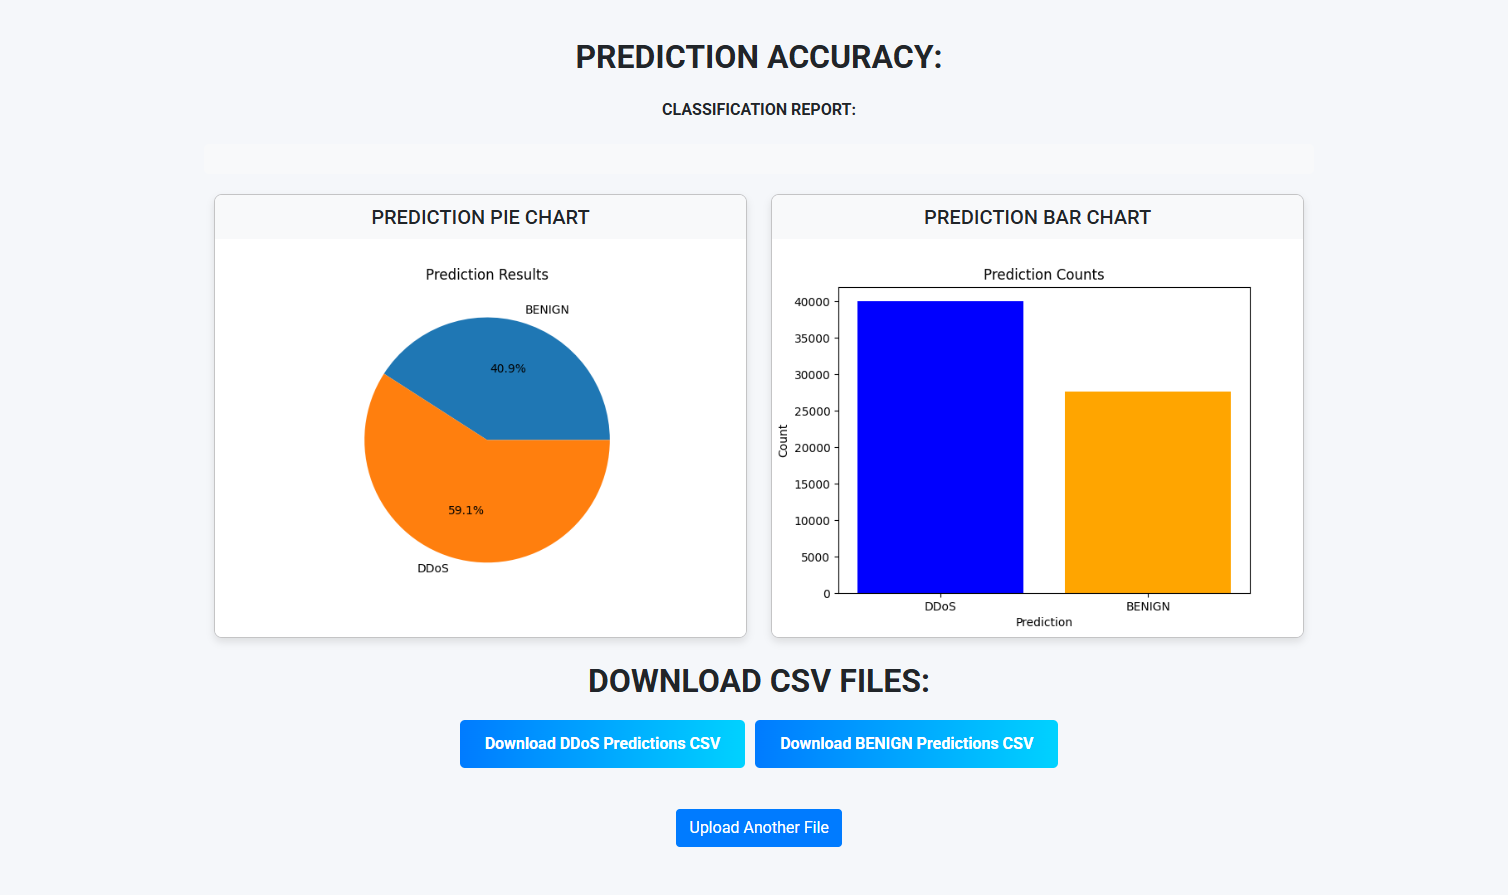 PREDICTION ACCURACY:
CLASSIFICATION REPORT:
PREDICTION PIE CHART
Prediction Results
BENIGN
40.9%
59.1%
DDoS
PREDICTION BAR CHART
Prediction Counts
40000
35000
30000
25000
20000
15000
10000
5000
0
Count
DDoS BENIGN
Prediction
DOWNLOAD CSV FILES:
Download DDoS Predictions CSV Download BENIGN Predictions CSV
Upload Another File